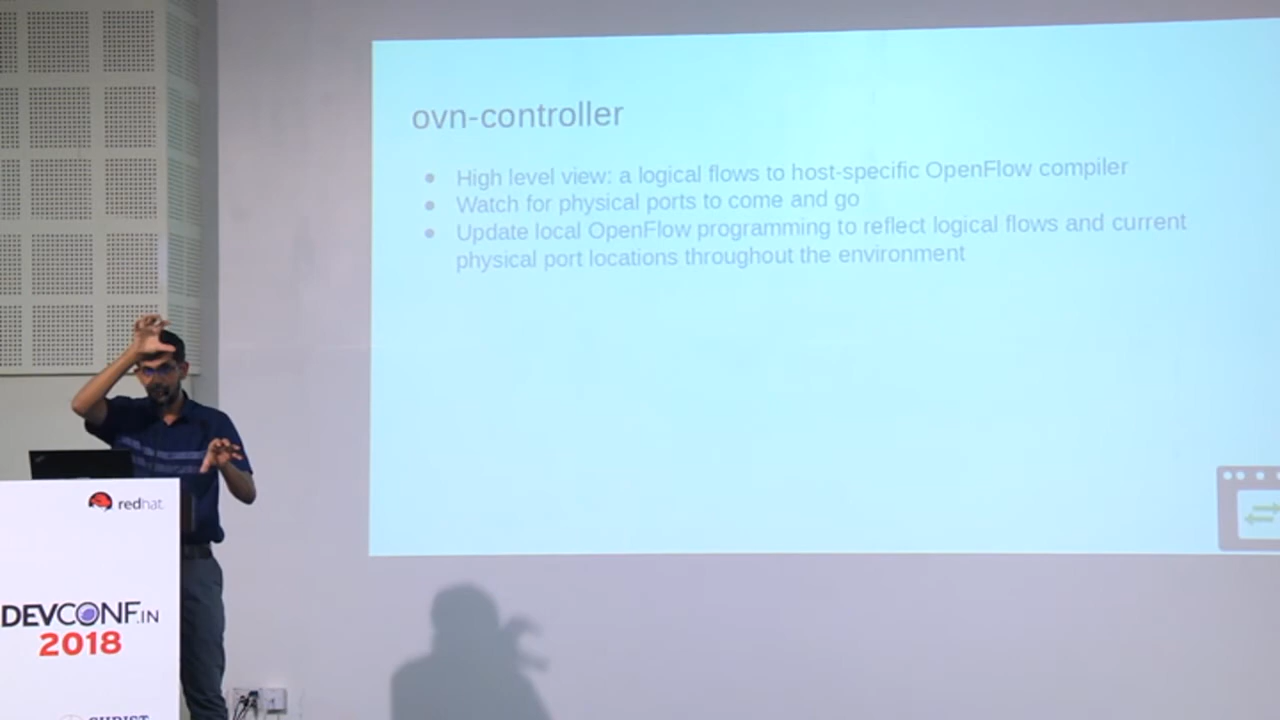 ovn-controller
● High level view: a logical flows to host-specific OpenFlow compiler
● Watch for physical ports to come and go
● Update local OpenFlow programming to reflect logical flows and current
physical port locations throughout the environment
redhat.
DEVCONF.IN
2018
CHRIST